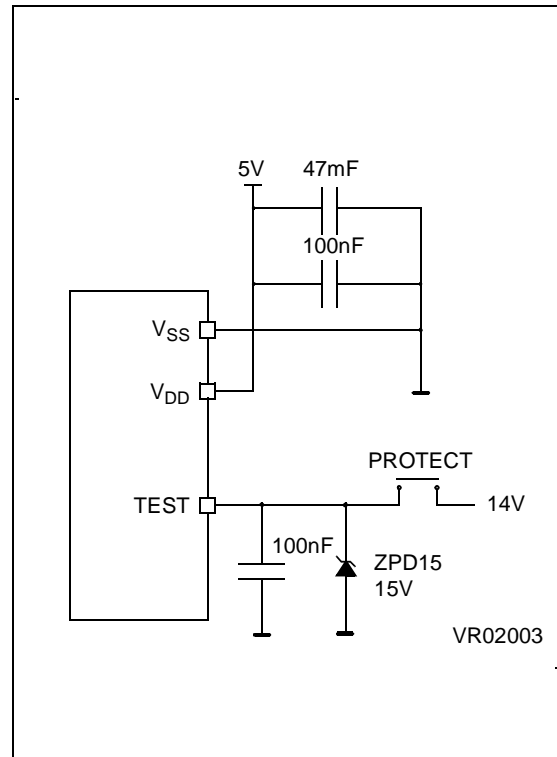 5V 47mF
100nF
VSS
VDD
PROTECT
TEST 14V
100nF ZPD15
15V
VR02003